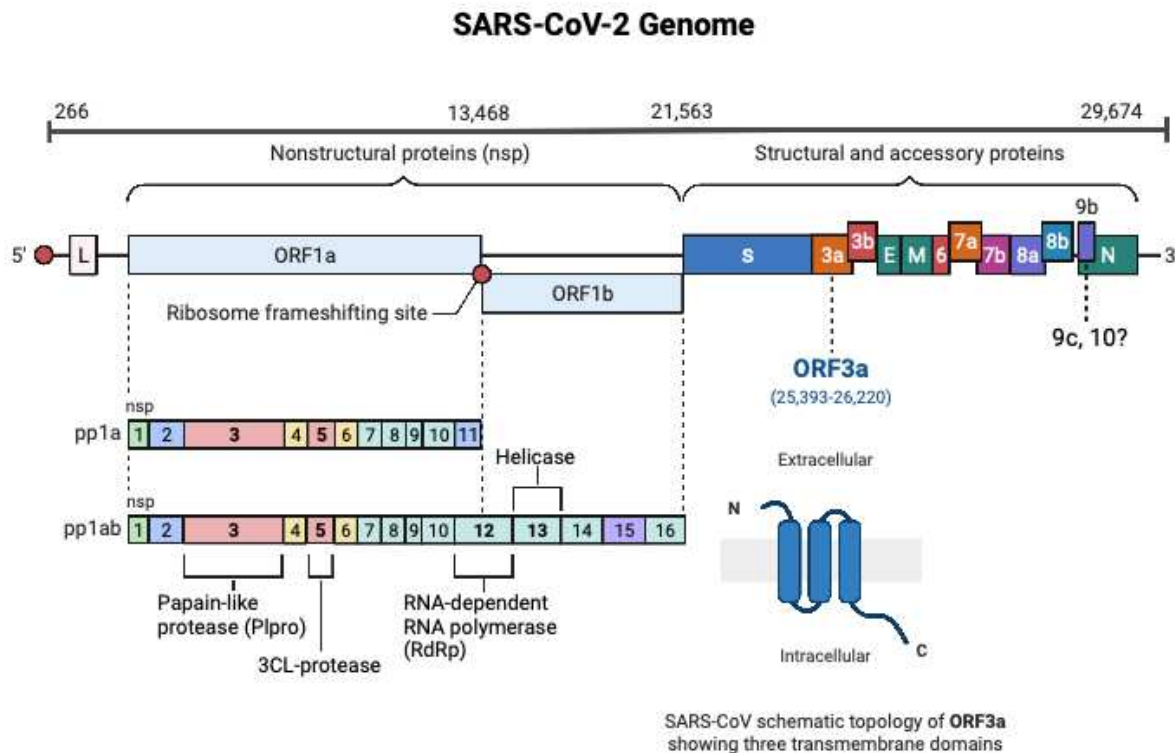 SARS-CoV-2 Genome
266 13,468 21,563 29,674
Nonstructural proteins (nsp) Structural and accessory proteins
9b
5' L ORF1a S 3a 3b E M 6 7a 7b 8a 8b N 3
ORF1b
Ribosome frameshifting site
9c, 10?
ORF3a
(25,393-26,220)
nsp
pp1a 1 2 3 4 5 6 7 8 9 10 11
Helicase
Extracellular
nsp
N
pp1ab 1 2 3 4 5 6 7 8 9 10 12 13 14 15 16
Papain-like
protease (Plpro)
RNA-dependent
RNA polymerase
(RdRp)
3CL-protease
C
Intracellular
SARS-CoV schematic topology of ORF3a
showing three transmembrane domains